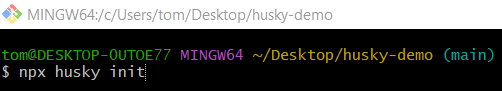 MINGW64:/c/Users/tom/Desktop/husky-demo
tom@DESKTOP-OUTOE77 MINGW64 ~/Desktop/husky-demo (main)
$ npx husky init